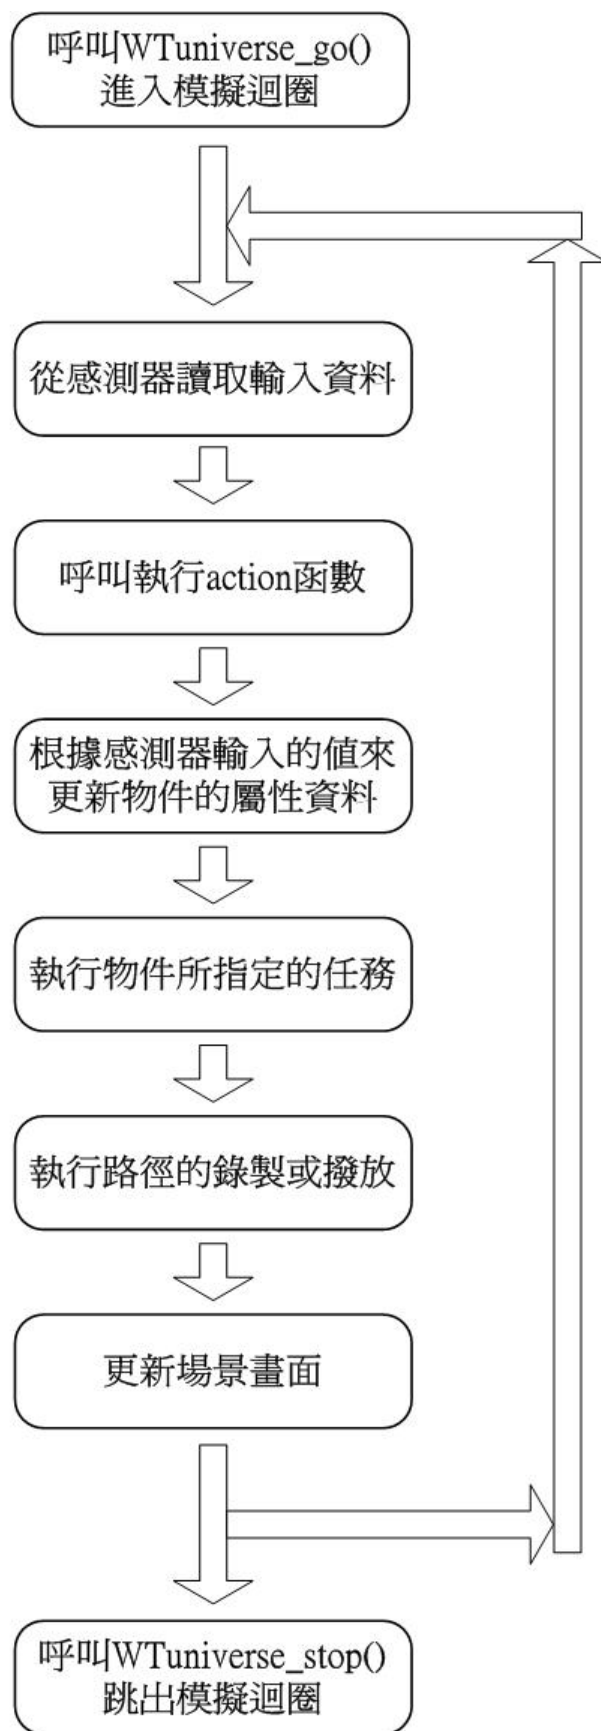 呼叫WTuniverse_go()
進入模擬迴圈
從感測器讀取輸入資料
呼叫執行action函數
根據感測器輸入的值來
更新物件的屬性資料
執行物件所指定的任務
執行路徑的錄製或撥放
更新場景畫面
呼叫WTuniverse_stop()
跳出模擬迴圈